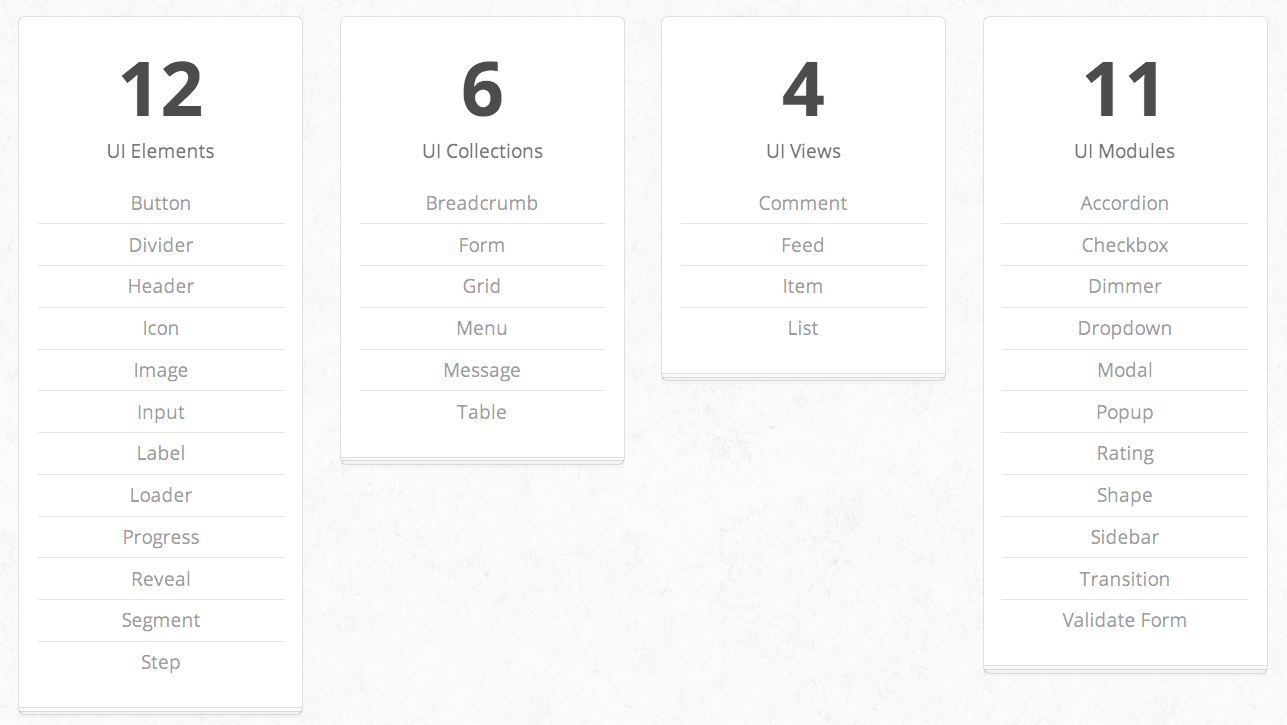 12
UI Elements
Button
Divider
Header
Icon
Image
Input
Label
Loader
Progress
Reveal
Segment
Step
6
UI Collections
Breadcrumb
Form
Grid
Menu
Message
Table
4
UI Views
Comment
Feed
Item
List
11
UI Modules
Accordion
Checkbox
Dimmer
Dropdown
Modal
Popup
Rating
Shape
Sidebar
Transition
Validate Form